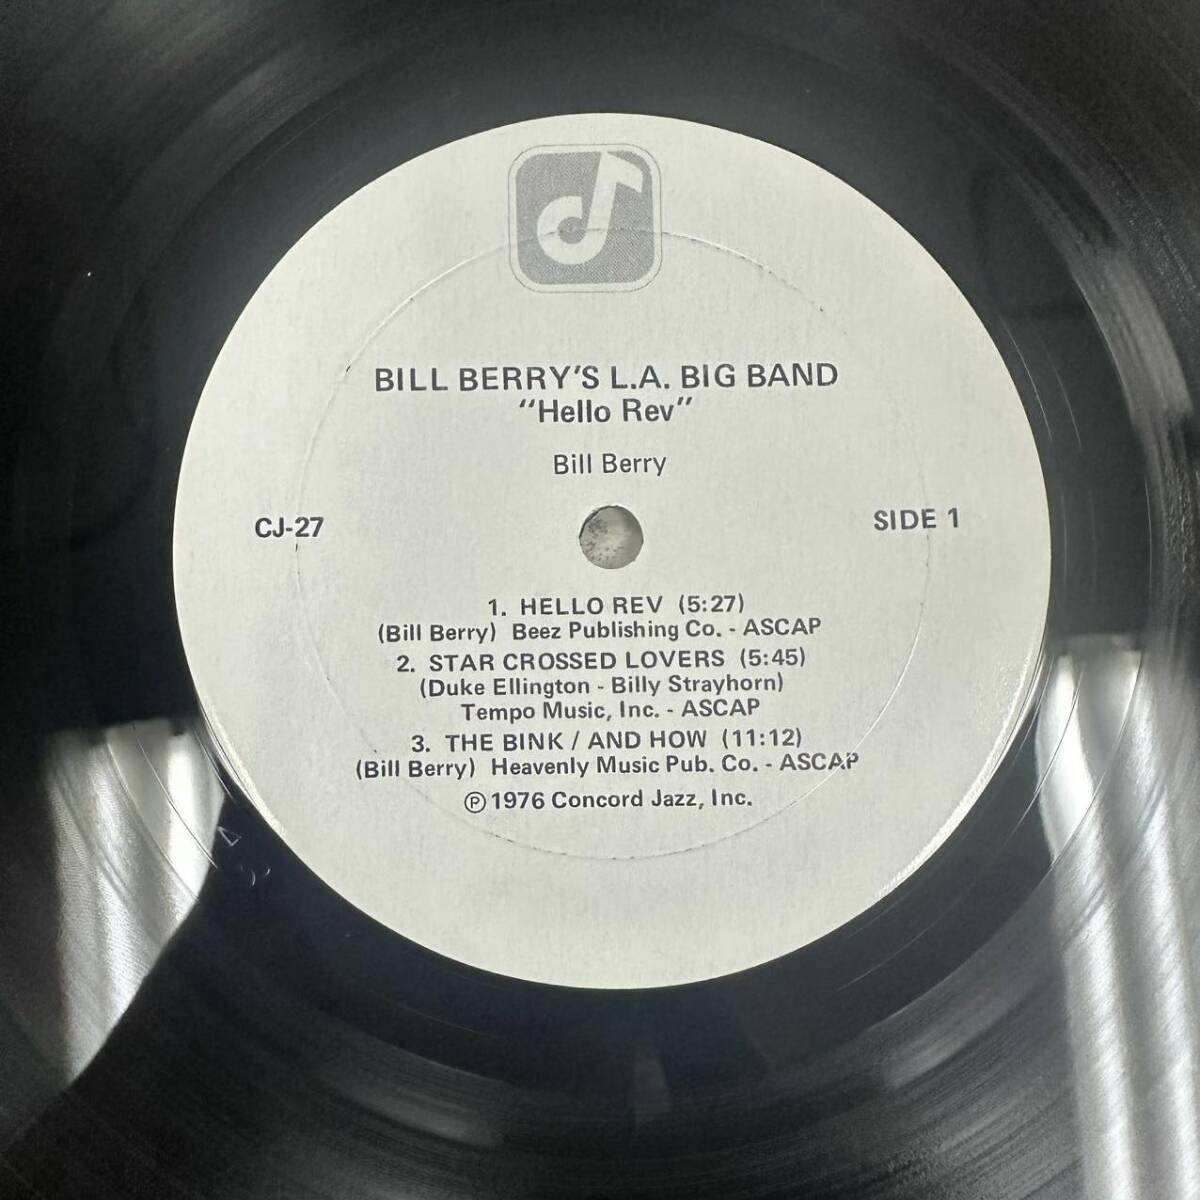 BILL BERRY'S L.A. BIG BAND
"Hello Rev"
Bill Berry
CJ-27
SIDE 1
1. HELLO REV (5:27)
(Bill Berry) Beez Publishing Co. - ASCAP
2. STAR CROSSED LOVERS (5:45)
(Duke Ellington - Billy Strayhorn)
Tempo Music, Inc. - ASCAP
3. THE BINK / AND HOW (11:12)
(Bill Berry) Heavenly Music Pub. Co. - ASCAP
Ⓟ 1976 Concord Jazz, Inc.